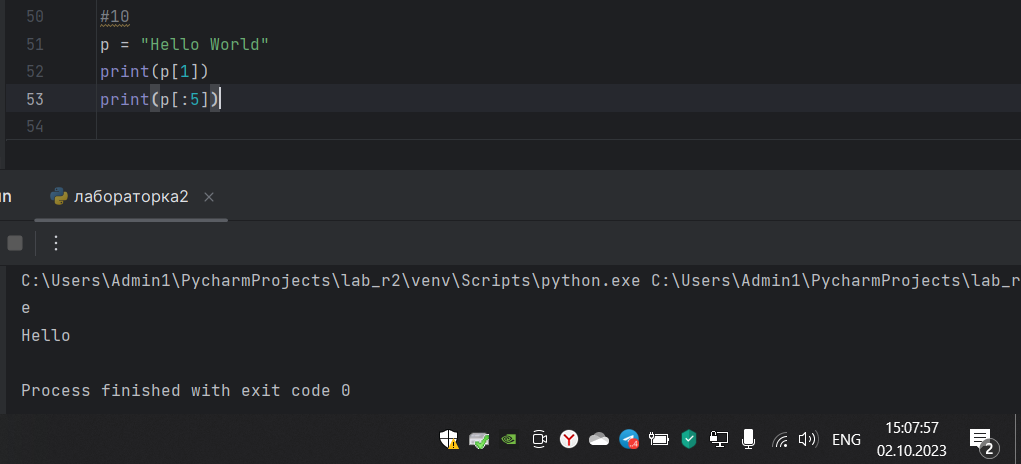 50 #10
51 p = "Hello World"
52 print(p[1])
53 print(p[:5])
54
лабораторка2
C:\Users\Admin1\PycharmProjects\lab_r2\venv\Scripts\python.exe C:\Users\Admin1\PycharmProjects\lab_r
e
Hello
Process finished with exit code 0
ENG
15:07:57
02.10.2023
2